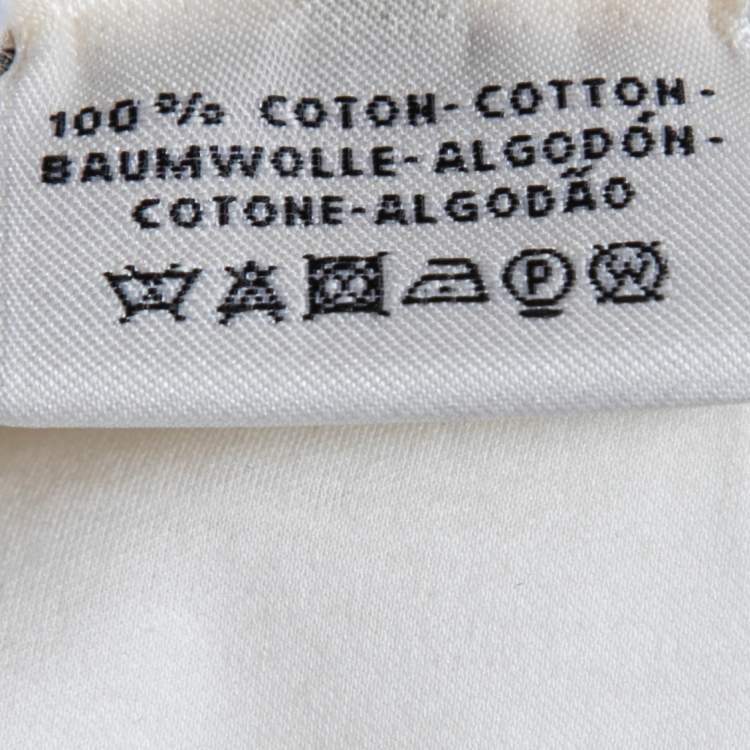 100% COTON-COTTON-
BAUMWOLLE-ALGODÓN-
COTONE-ALGODÃO
P W